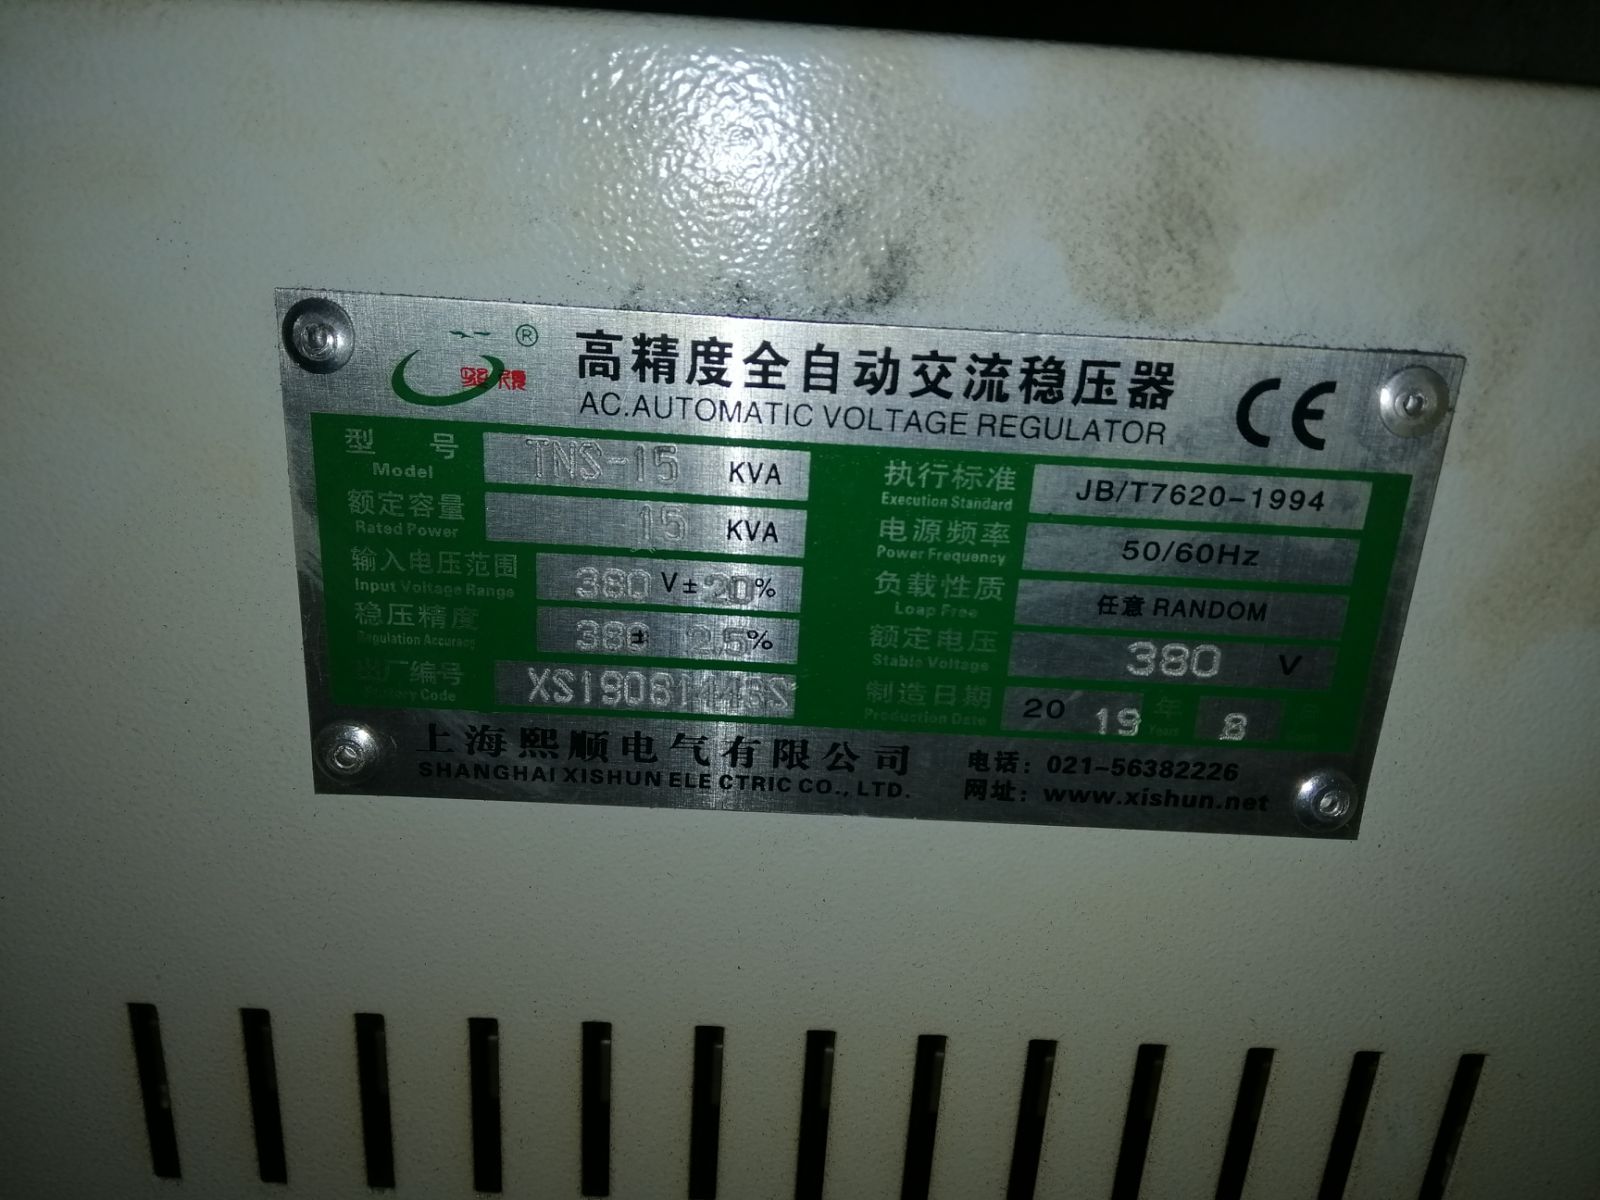 ®
高精度全自动交流稳压器
AC.AUTOMATIC VOLTAGE REGULATOR
CE
型 号 TNS-15 KVA
Model
额定容量 15 KVA
Rated Power
输入电压范围 380 V± 20%
Input Voltage Range
稳压精度 380± 2.5%
Regulation Accuracy
出厂编号
Factory Code
执行标准 JB/T7620-1994
Execution Standard
电源频率 50/60Hz
Power Frequency
负载性质 任意 RANDOM
Loap Free
额定电压 380 V
Stable Voltage
制造日期 20 19 年 8 月
Production Date Years
上海熙顺电气有限公司
SHANGHAI XISHUN ELE CTRIC CO., LTD.
电话：021-56382226
网址：www.xishun.net